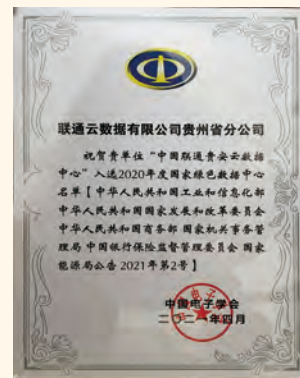 联通云数据有限公司贵州省分公司
祝贺贵单位“中国联通贵安云数据
中心”入选2020年度国家绿色数据中心
名单【中华人民共和国工业和信息化部
中华人民共和国国家发展和改革委员会
中华人民共和国商务部 国家机关事务管
理局 中国银行保险监督管理委员会 国家
能源局公告 2021年第2号】
中国电子学会
二〇二一年四月